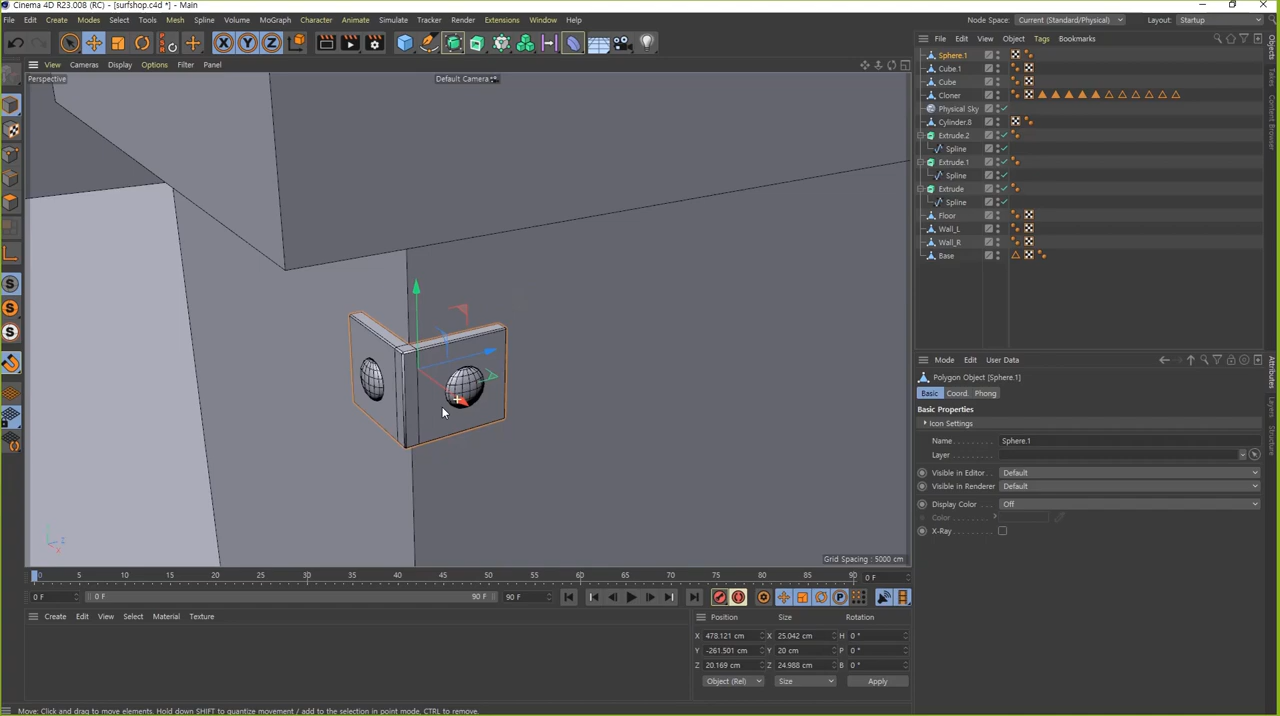 Cinema 4D R23.008 (RC) - [surfshop.c4d *] - Main
File Edit Create Modes Select Tools Mesh Spline Volume MoGraph Character Animate Simulate Tracker Render Extensions Window Help
Node Space: Current (Standard/Physical) Layout: Startup
View Cameras Display Options Filter Panel
Perspective
Default Camera
Grid Spacing : 5000 cm
File Edit View Object Tags Bookmarks
Sphere.1
Cube.1
Cube
Cloner
Physical Sky
Cylinder.8
Extrude.2
Spline
Extrude.1
Spline
Extrude
Spline
Floor
Wall_L
Wall_R
Base
Objects
Takes
Content Browser
Mode Edit User Data
Polygon Object [Sphere.1]
Basic Coord. Phong
Basic Properties
Icon Settings
Name Sphere.1
Layer
Visible in Editor Default
Visible in Renderer Default
Display Color Off
Color
X-Ray
Attributes
Layers
Structure
0 5 10 15 20 25 30 35 40 45 50 55 60 65 70 75 80 85 90 0 F
0 F 0 F 90 F 90 F
Create Edit View Select Material Texture
Position Size Rotation
X 478.121 cm X 25.042 cm H 0 °
Y -261.501 cm Y 20 cm P 0 °
Z 20.169 cm Z 24.988 cm B 0 °
Object (Rel) Size Apply
Move: Click and drag to move elements. Hold down SHIFT to quantize movement / add to the selection in point mode, CTRL to remove.